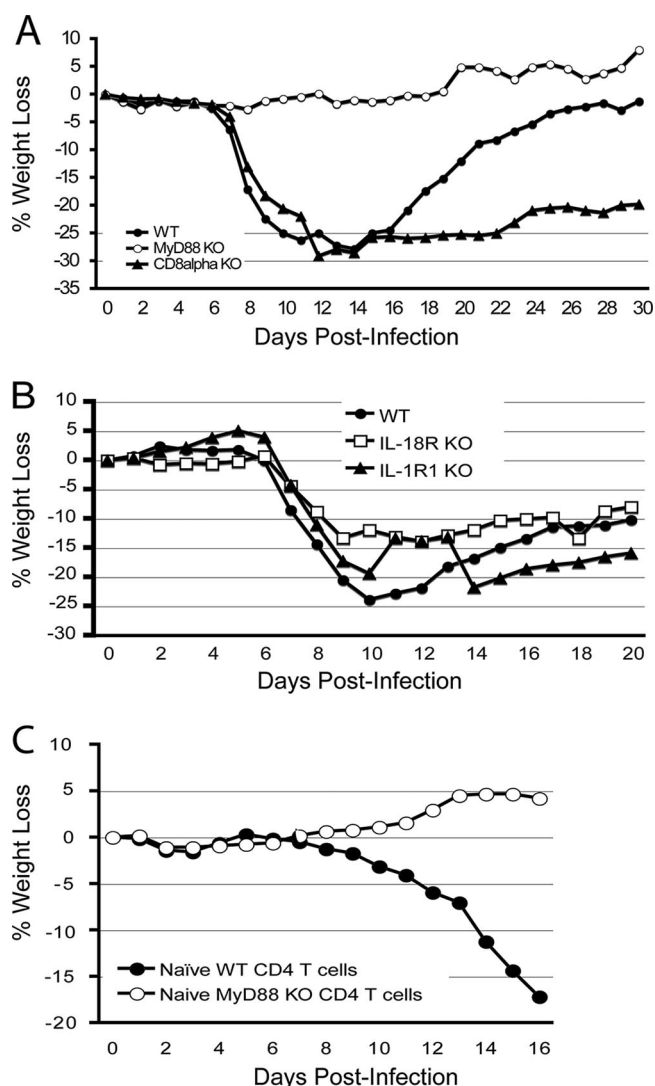 A
10
5
0
-5
-10
-15
-20
-25
-30
-35
% Weight Loss
WT
MyD88 KO
CD8alpha KO
0 2 4 6 8 10 12 14 16 18 20 22 24 26 28 30
Days Post-Infection
B
10
5
0
-5
-10
-15
-20
-25
-30
% Weight Loss
WT
IL-18R KO
IL-1R1 KO
0 2 4 6 8 10 12 14 16 18 20
Days Post-Infection
C
10
5
0
-5
-10
-15
-20
% Weight Loss
Naïve WT CD4 T cells
Naive MyD88 KO CD4 T cells
0 2 4 6 8 10 12 14 16
Days Post-Infection